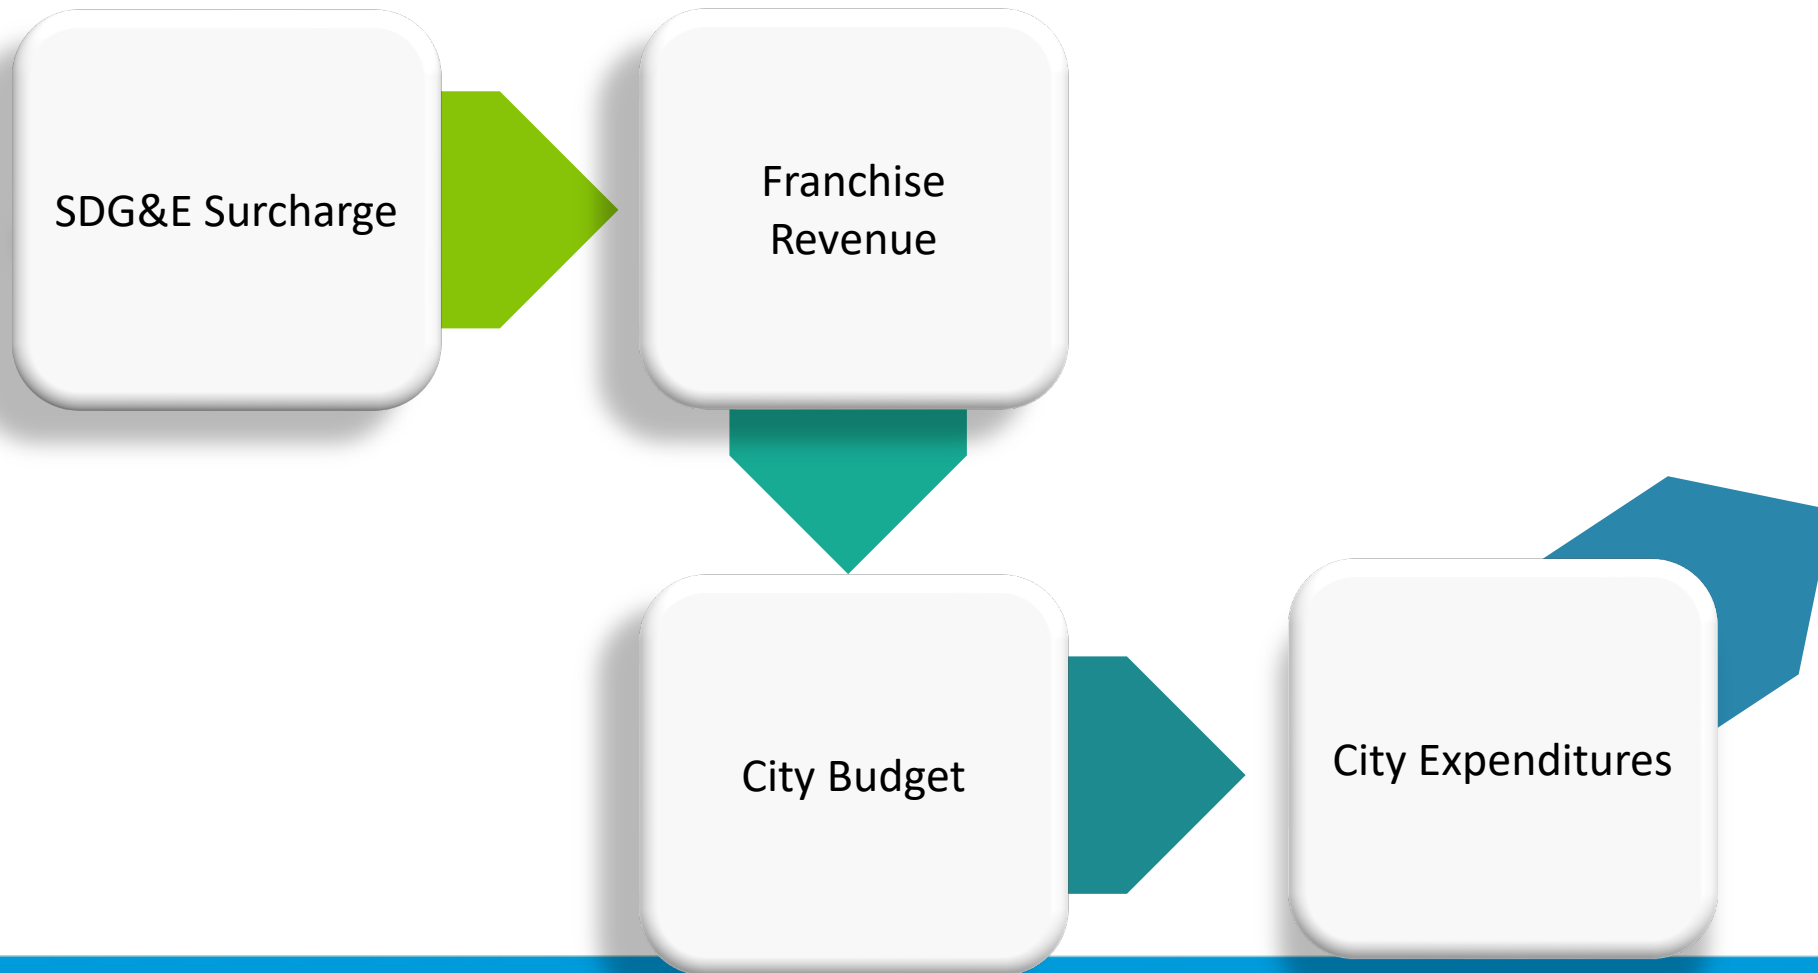 SDG&E Surcharge
Franchise
Revenue
City Budget
City Expenditures